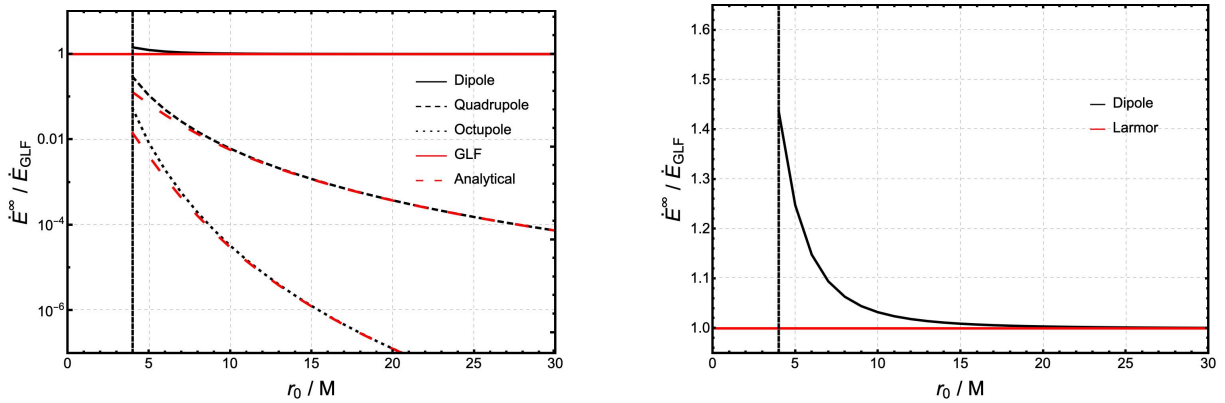 1
0.01
10⁻⁴
10⁻⁶
Ė^∞ / Ė_GLF
Dipole
Quadrupole
Octupole
GLF
Analytical
0 5 10 15 20 25 30
r₀ / M
1.6
1.5
1.4
1.3
1.2
1.1
1.0
Ė^∞ / Ė_GLF
Dipole
Larmor
0 5 10 15 20 25 30
r₀ / M